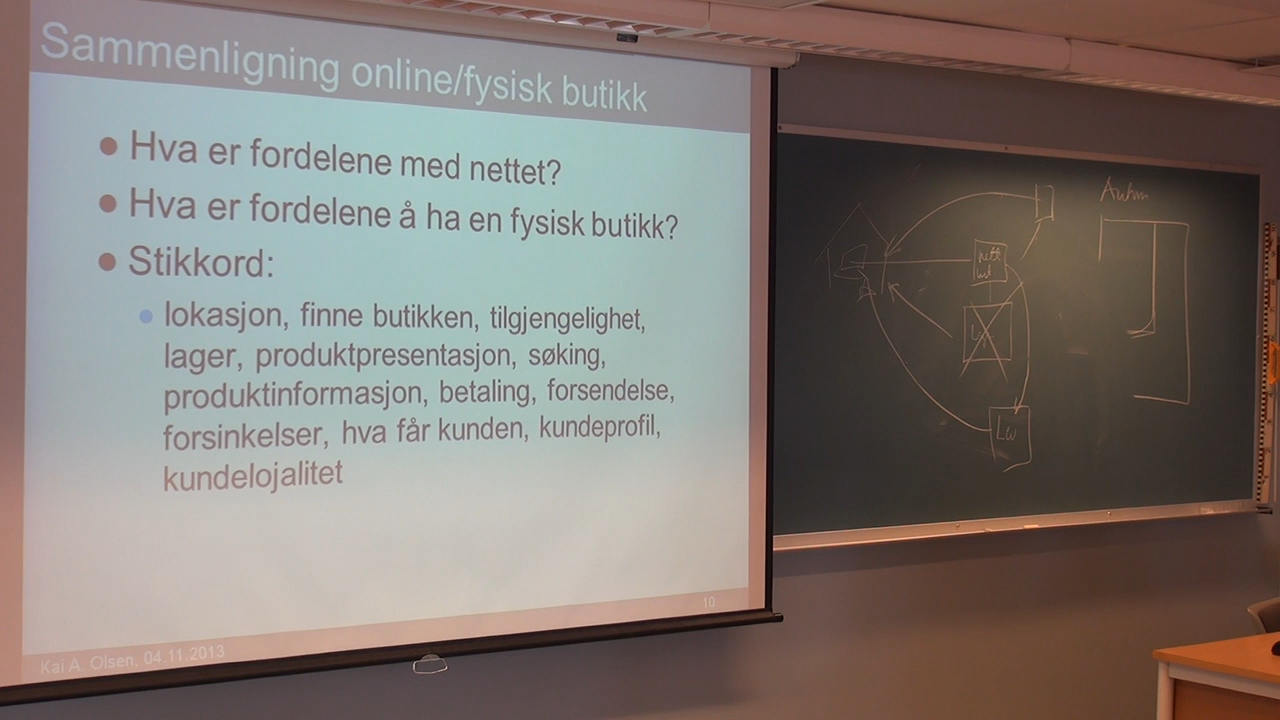 Sammenligning online/fysisk butikk
Hva er fordelene med nettet?
Hva er fordelene å ha en fysisk butikk?
Stikkord:
lokasjon, finne butikken, tilgjengelighet,
lager, produktpresentasjon, søking,
produktinformasjon, betaling, forsendelse,
forsinkelser, hva får kunden, kundeprofil,
kundelojalitet
Kai A. Olsen, 04.11.2013
10